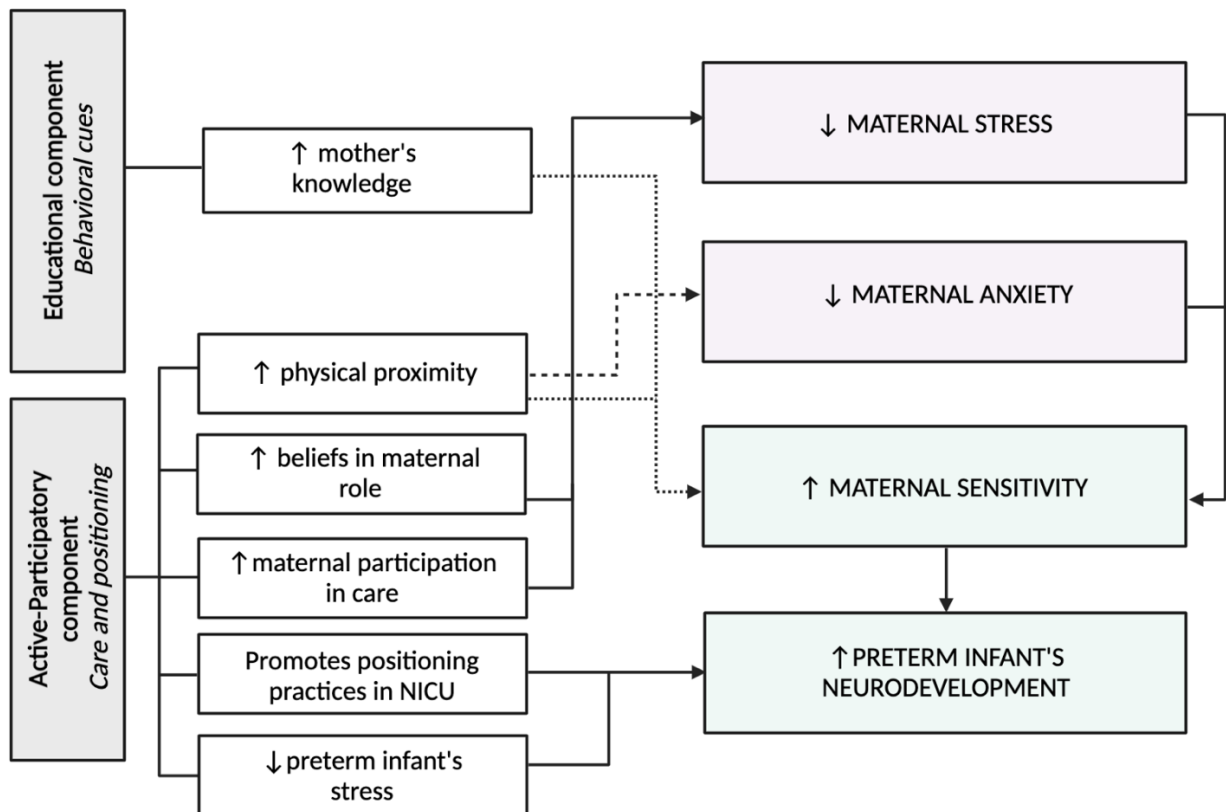 Educational component
Behavioral cues
Active-Participatory
component
Care and positioning
↑ mother's
knowledge
↑ physical proximity
↑ beliefs in maternal
role
↑ maternal participation
in care
Promotes positioning
practices in NICU
↓ preterm infant's
stress
↓ MATERNAL STRESS
↓ MATERNAL ANXIETY
↑ MATERNAL SENSITIVITY
↑ PRETERM INFANT'S
NEURODEVELOPMENT